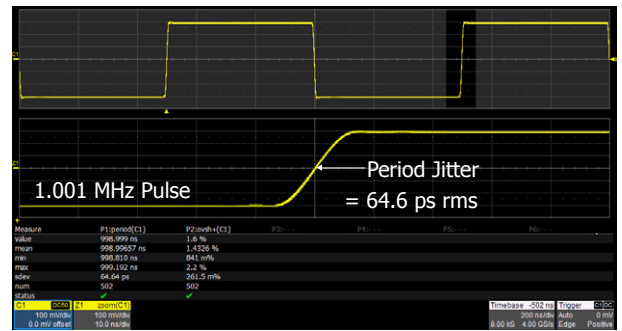 C1
Z1
Period Jitter
1.001 MHz Pulse
= 64.6 ps rms
Measure P1:period(C1) P2:ovsh+(C1) P3:--- P4:--- P5:--- P6:---
value 998.999 ns 1.6 %
mean 998.99657 ns 1.4326 %
min 998.810 ns 841 m%
max 999.192 ns 2.2 %
sdev 64.64 ps 261.5 m%
num 502 502
status ✓ ✓
C1 DC50 Z1 zoom(C1) Timebase -502 ns Trigger C1 DC
100 mV/div 100 mV/div 200 ns/div Auto 0 mV
0.0 mV offset 10.0 ns/div 8.00 kS 4.00 GS/s Edge Positive